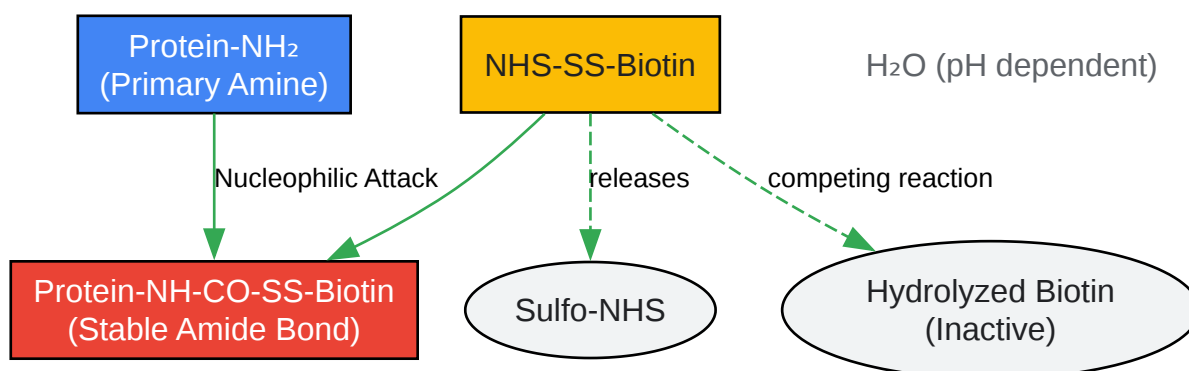 Protein-NH₂
(Primary Amine)
NHS-SS-Biotin
H₂O (pH dependent)
Nucleophilic Attack
releases
competing reaction
Protein-NH-CO-SS-Biotin
(Stable Amide Bond)
Sulfo-NHS
Hydrolyzed Biotin
(Inactive)